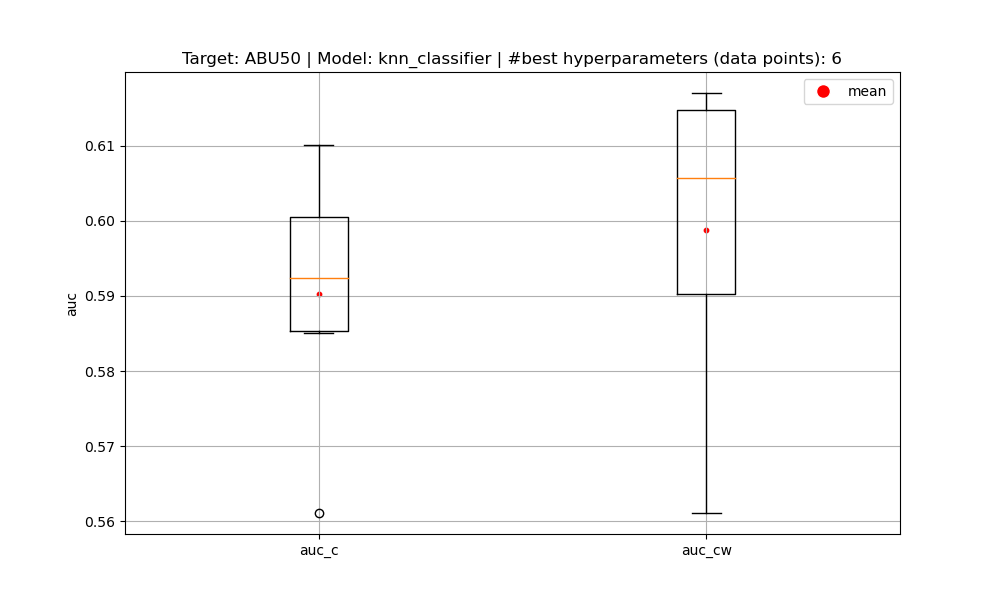 Target: ABU50 | Model: knn_classifier | #best hyperparameters (data points): 6
mean
0.61
0.60
0.59
0.58
0.57
0.56
auc
auc_c
auc_cw